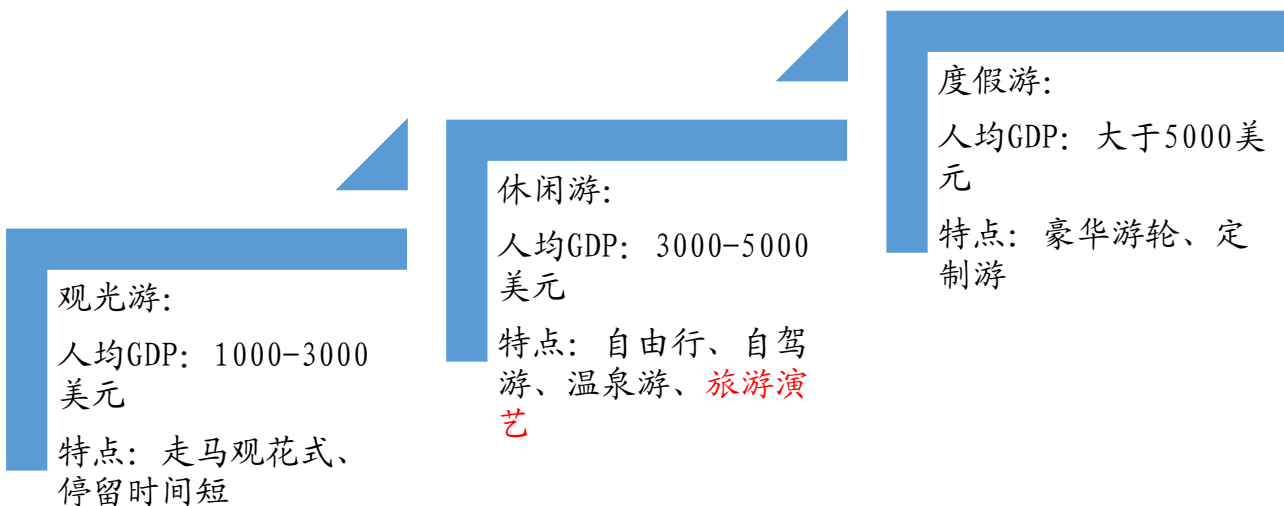 观光游:
人均GDP: 1000-3000
美元
特点: 走马观花式、
停留时间短
休闲游:
人均GDP: 3000-5000
美元
特点: 自由行、自驾
游、温泉游、旅游演
艺
度假游:
人均GDP: 大于5000美
元
特点: 豪华游轮、定
制游